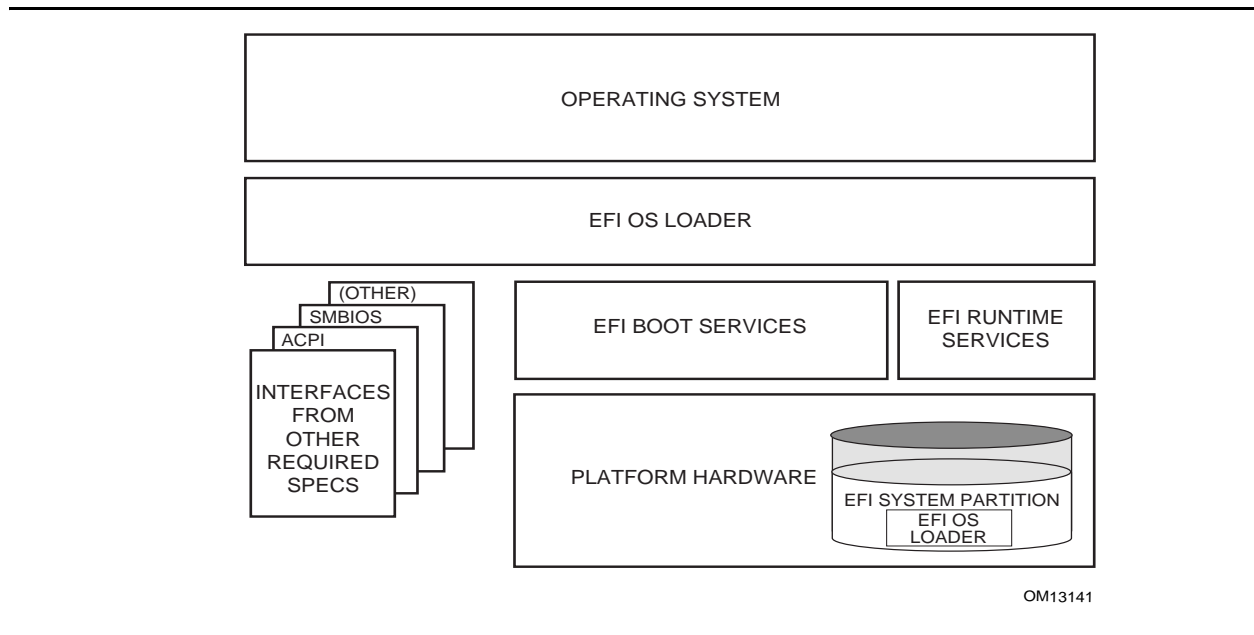 OPERATING SYSTEM
EFI OS LOADER
(OTHER)
SMBIOS
ACPI
INTERFACES
FROM
OTHER
REQUIRED
SPECS
EFI BOOT SERVICES
EFI RUNTIME
SERVICES
PLATFORM HARDWARE
EFI SYSTEM PARTITION
EFI OS
LOADER
OM13141